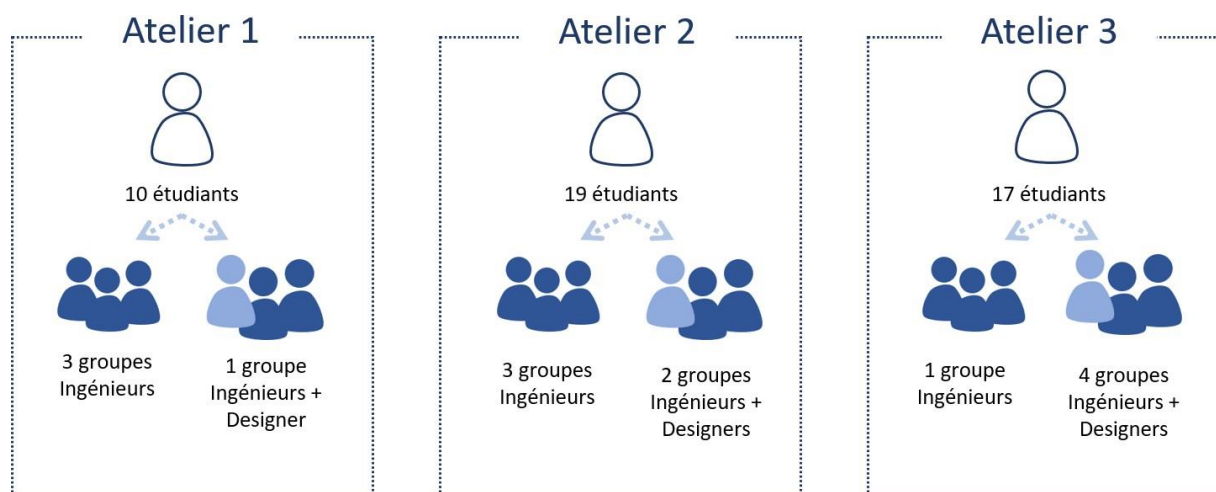 Atelier 1
10 étudiants
3 groupes
Ingénieurs
1 groupe
Ingénieurs +
Designer
Atelier 2
19 étudiants
3 groupes
Ingénieurs
2 groupes
Ingénieurs +
Designers
Atelier 3
17 étudiants
1 groupe
Ingénieurs
4 groupes
Ingénieurs +
Designers